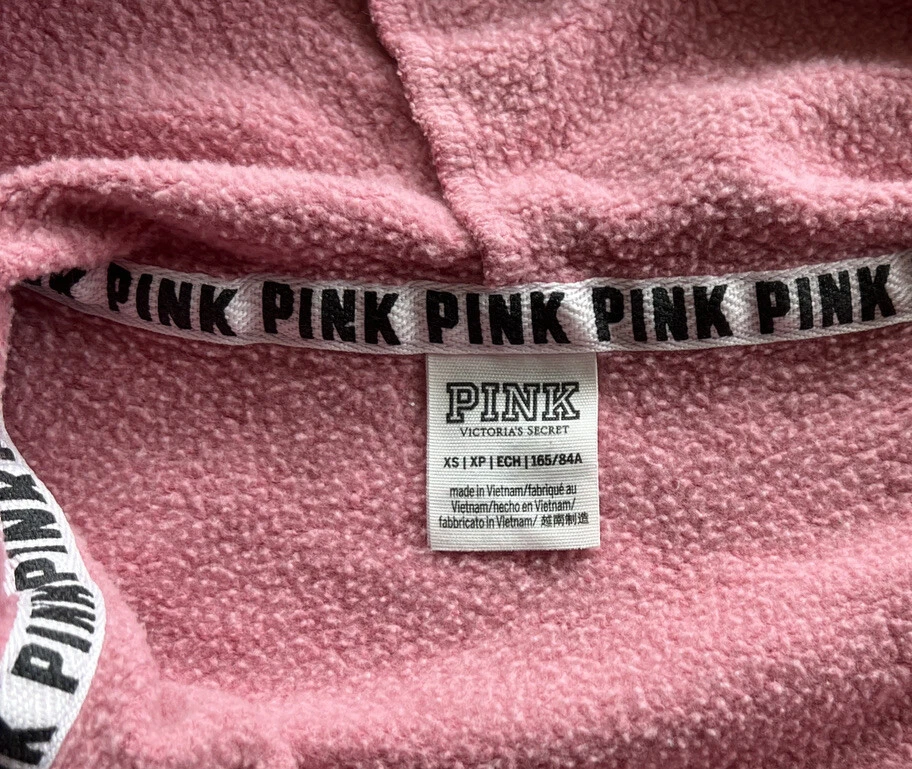 PINK PINK PINK PINK PINK
PINK
VICTORIA'S SECRET
XS | XP | ECH | 165/84A
made in Vietnam/fabriqué au
Vietnam/hecho en Vietnam/
fabbricato in Vietnam/ 越南制造
PINK
PINK